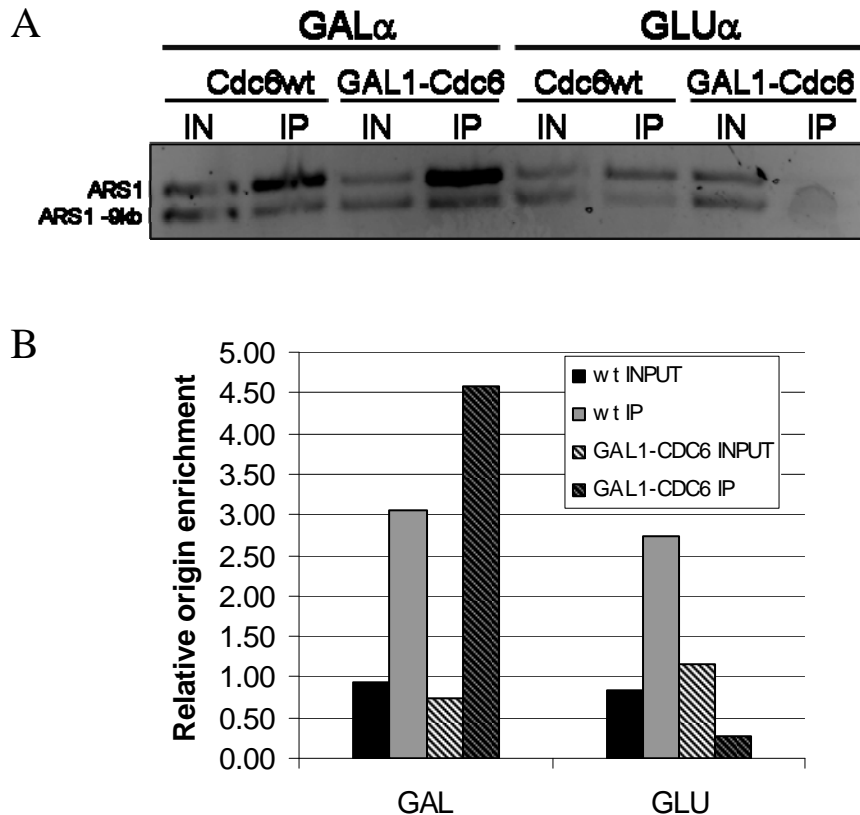 A
GALα GLUα
Cdc6wt GAL1-Cdc6 Cdc6wt GAL1-Cdc6
IN IP IN IP IN IP IN IP
ARS1
ARS1 -9kb
B
5.00
4.50
4.00
3.50
3.00
2.50
2.00
1.50
1.00
0.50
0.00
Relative origin enrichment
wt INPUT
wt IP
GAL1-CDC6 INPUT
GAL1-CDC6 IP
GAL GLU